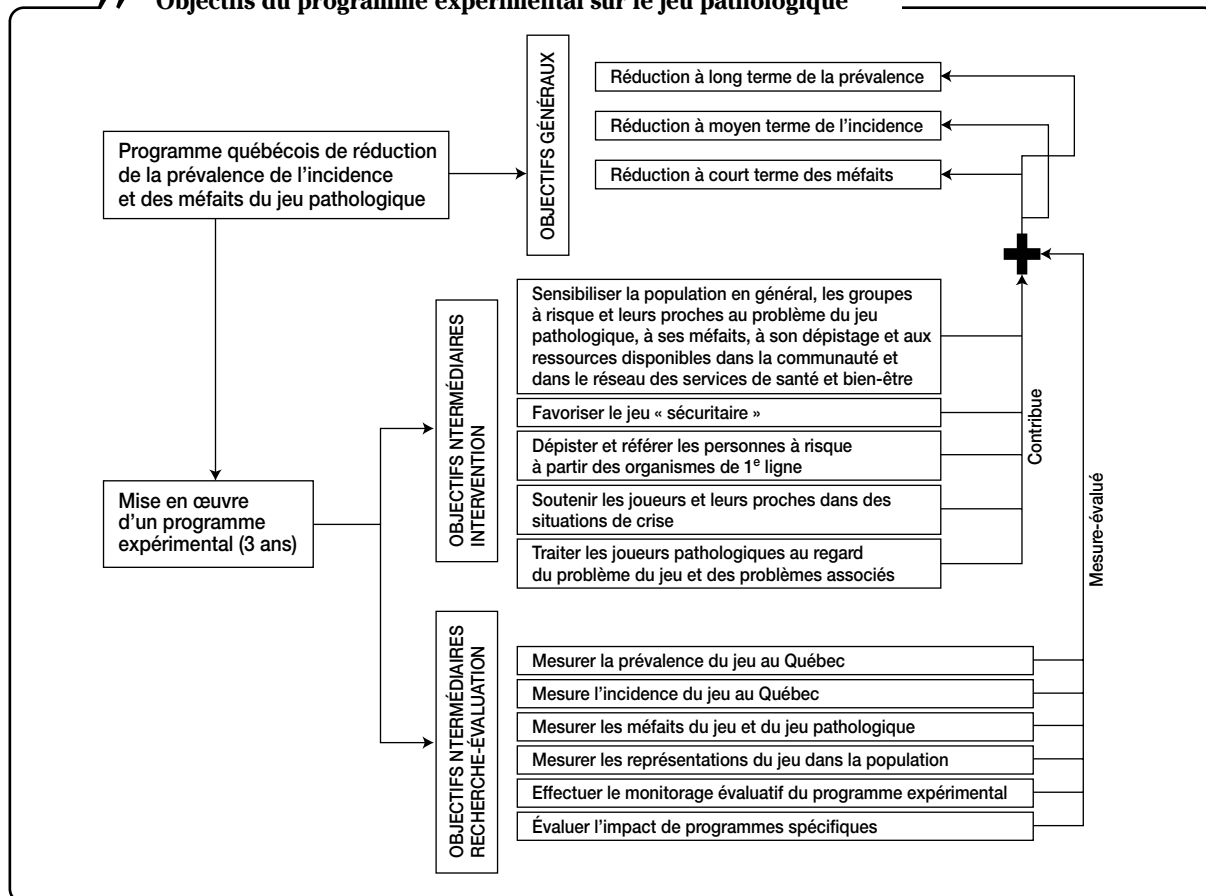 Objectifs du programme expérimental sur le jeu pathologique
OBJECTIFS GÉNÉRAUX
Réduction à long terme de la prévalence
Réduction à moyen terme de l’incidence
Réduction à court terme des méfaits
Programme québécois de réduction
de la prévalence de l’incidence
et des méfaits du jeu pathologique
Mise en œuvre
d’un programme
expérimental (3 ans)
OBJECTIFS NTERMÉDIAIRES
INTERVENTION
Sensibiliser la population en général, les groupes
à risque et leurs proches au problème du jeu
pathologique, à ses méfaits, à son dépistage et aux
ressources disponibles dans la communauté et
dans le réseau des services de santé et bien-être
Favoriser le jeu « sécuritaire »
Dépister et référer les personnes à risque
à partir des organismes de 1e ligne
Soutenir les joueurs et leurs proches dans des
situations de crise
Traiter les joueurs pathologiques au regard
du problème du jeu et des problèmes associés
Contribue
Mesure-évalué
OBJECTIFS NTERMÉDIAIRES
RECHERCHE-ÉVALUATION
Mesurer la prévalence du jeu au Québec
Mesure l’incidence du jeu au Québec
Mesurer les méfaits du jeu et du jeu pathologique
Mesurer les représentations du jeu dans la population
Effectuer le monitorage évaluatif du programme expérimental
Évaluer l’impact de programmes spécifiques